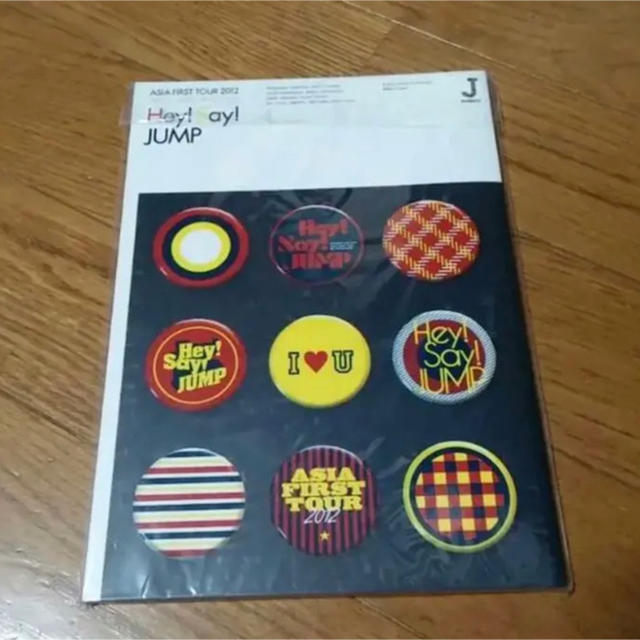 ASIA FIRST TOUR 2012
Hey! Say!
JUMP
J
Hey!
Say!
JUMP
Hey!
Say!
JUMP
I ♥ U
Hey!
Say!
JUMP
ASIA
FIRST
TOUR
2012